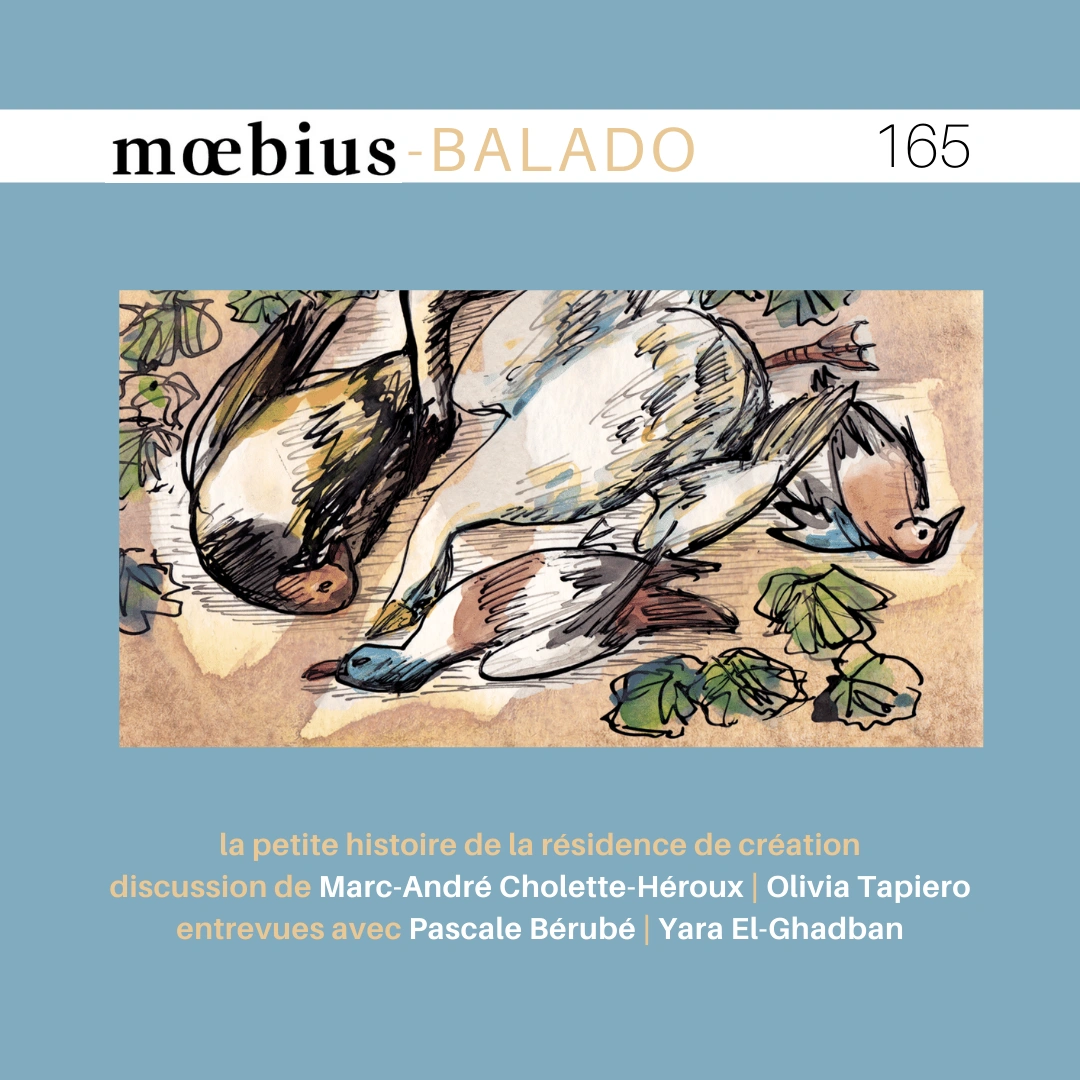 mœbius-BALADO 165
la petite histoire de la résidence de création
discussion de Marc-André Cholette-Héroux | Olivia Tapiero
entrevues avec Pascale Bérubé | Yara El-Ghadban